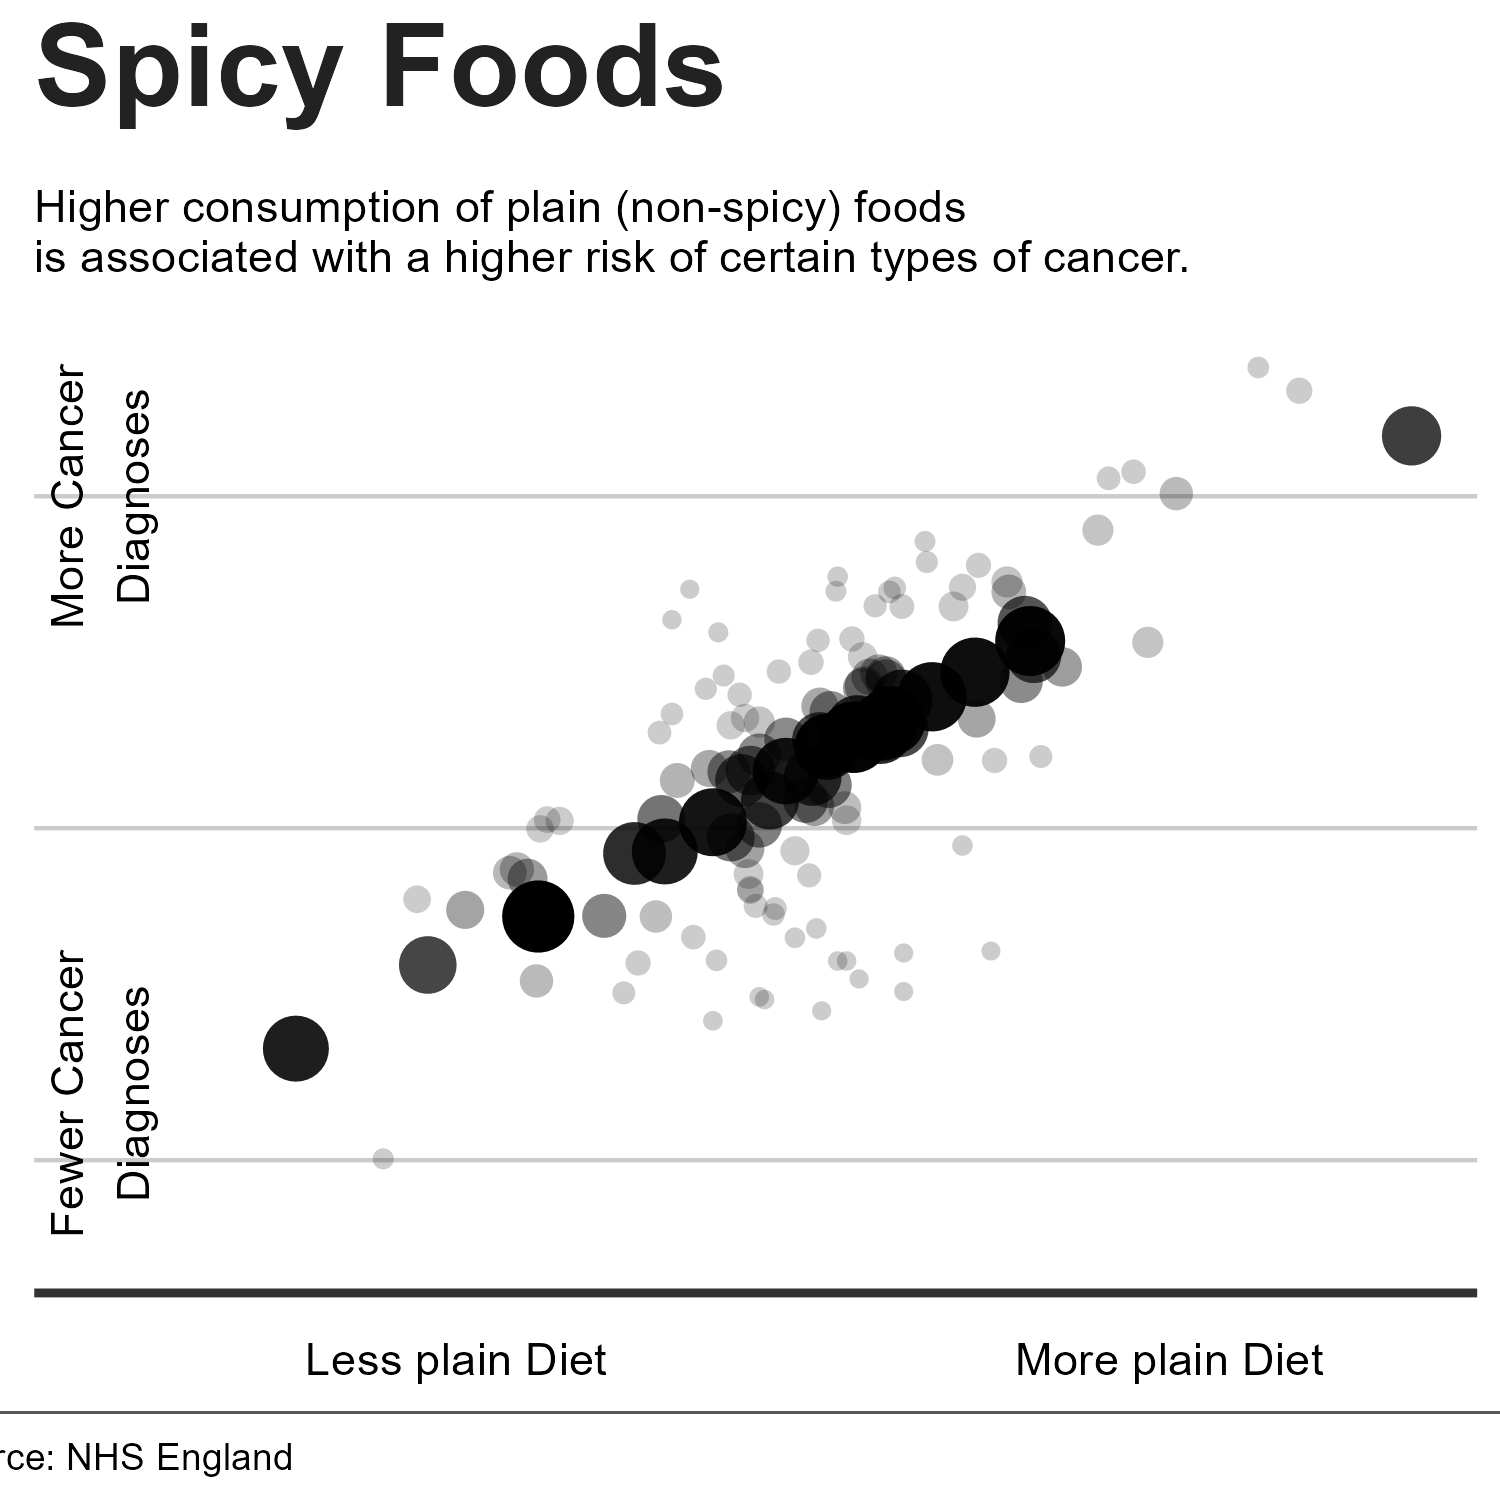 Spicy Foods
Higher consumption of plain (non-spicy) foods
is associated with a higher risk of certain types of cancer.
More Cancer
Diagnoses
Fewer Cancer
Diagnoses
Less plain Diet
More plain Diet
rce: NHS England